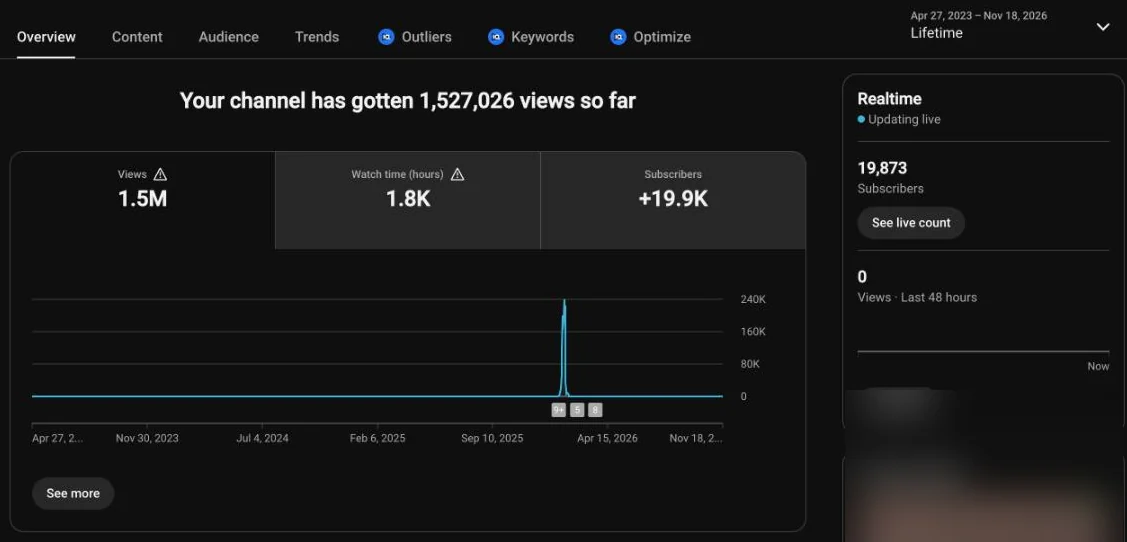 Overview Content Audience Trends Outliers Keywords Optimize
Apr 27, 2023 – Nov 18, 2026
Lifetime
Your channel has gotten 1,527,026 views so far
Views
1.5M
Watch time (hours)
1.8K
Subscribers
+19.9K
240K
160K
80K
0
9+ 5 8
Apr 27, 2... Nov 30, 2023 Jul 4, 2024 Feb 6, 2025 Sep 10, 2025 Apr 15, 2026 Nov 18, 2...
See more
Realtime
Updating live
19,873
Subscribers
See live count
0
Views · Last 48 hours
Now